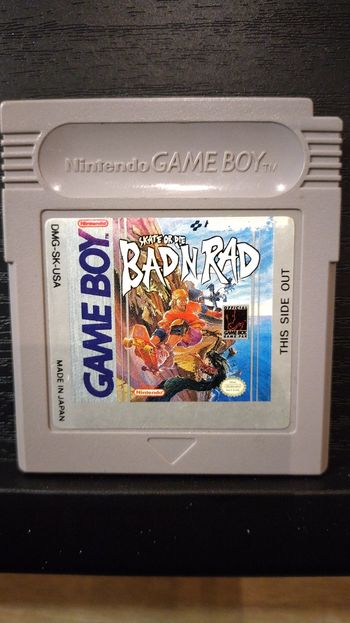 Nintendo GAME BOY TM
Nintendo
GAME BOY TM
DMG-SK-USA
MADE IN JAPAN
SKATE OR DIE
BAD'N RAD
THIS SIDE OUT
Nintendo